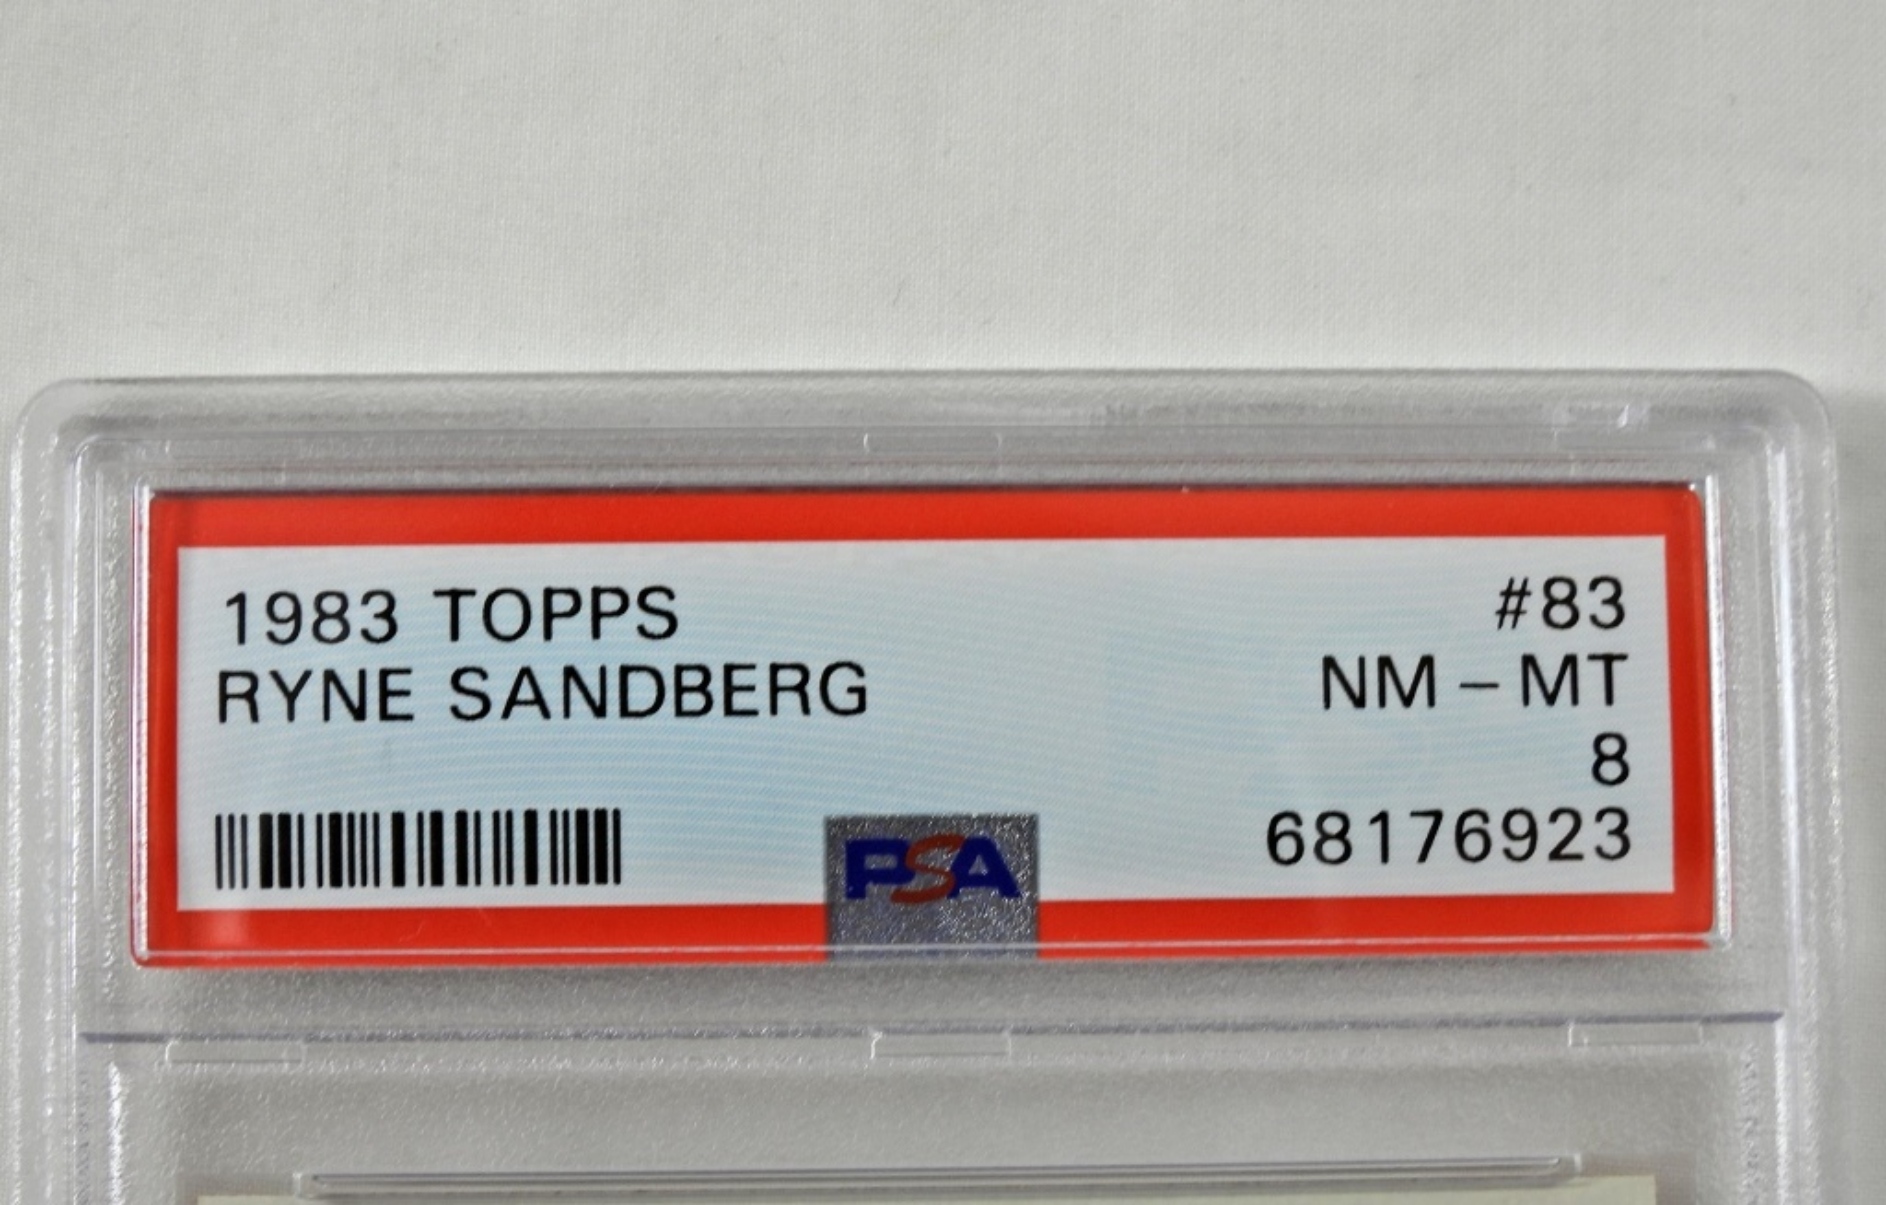 1983 TOPPS #83
RYNE SANDBERG NM - MT
8
68176923
PSA